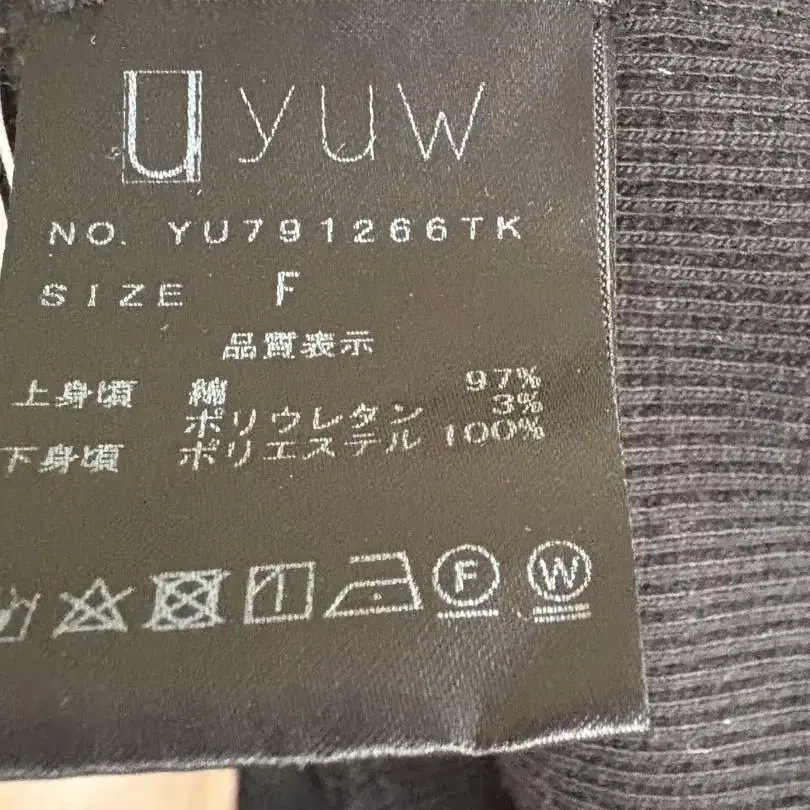 uyuw
NO. YU791266TK
SIZE F
品質表示
上身頃 綿 97%
ポリウレタン 3%
下身頃 ポリエステル 100%
F W